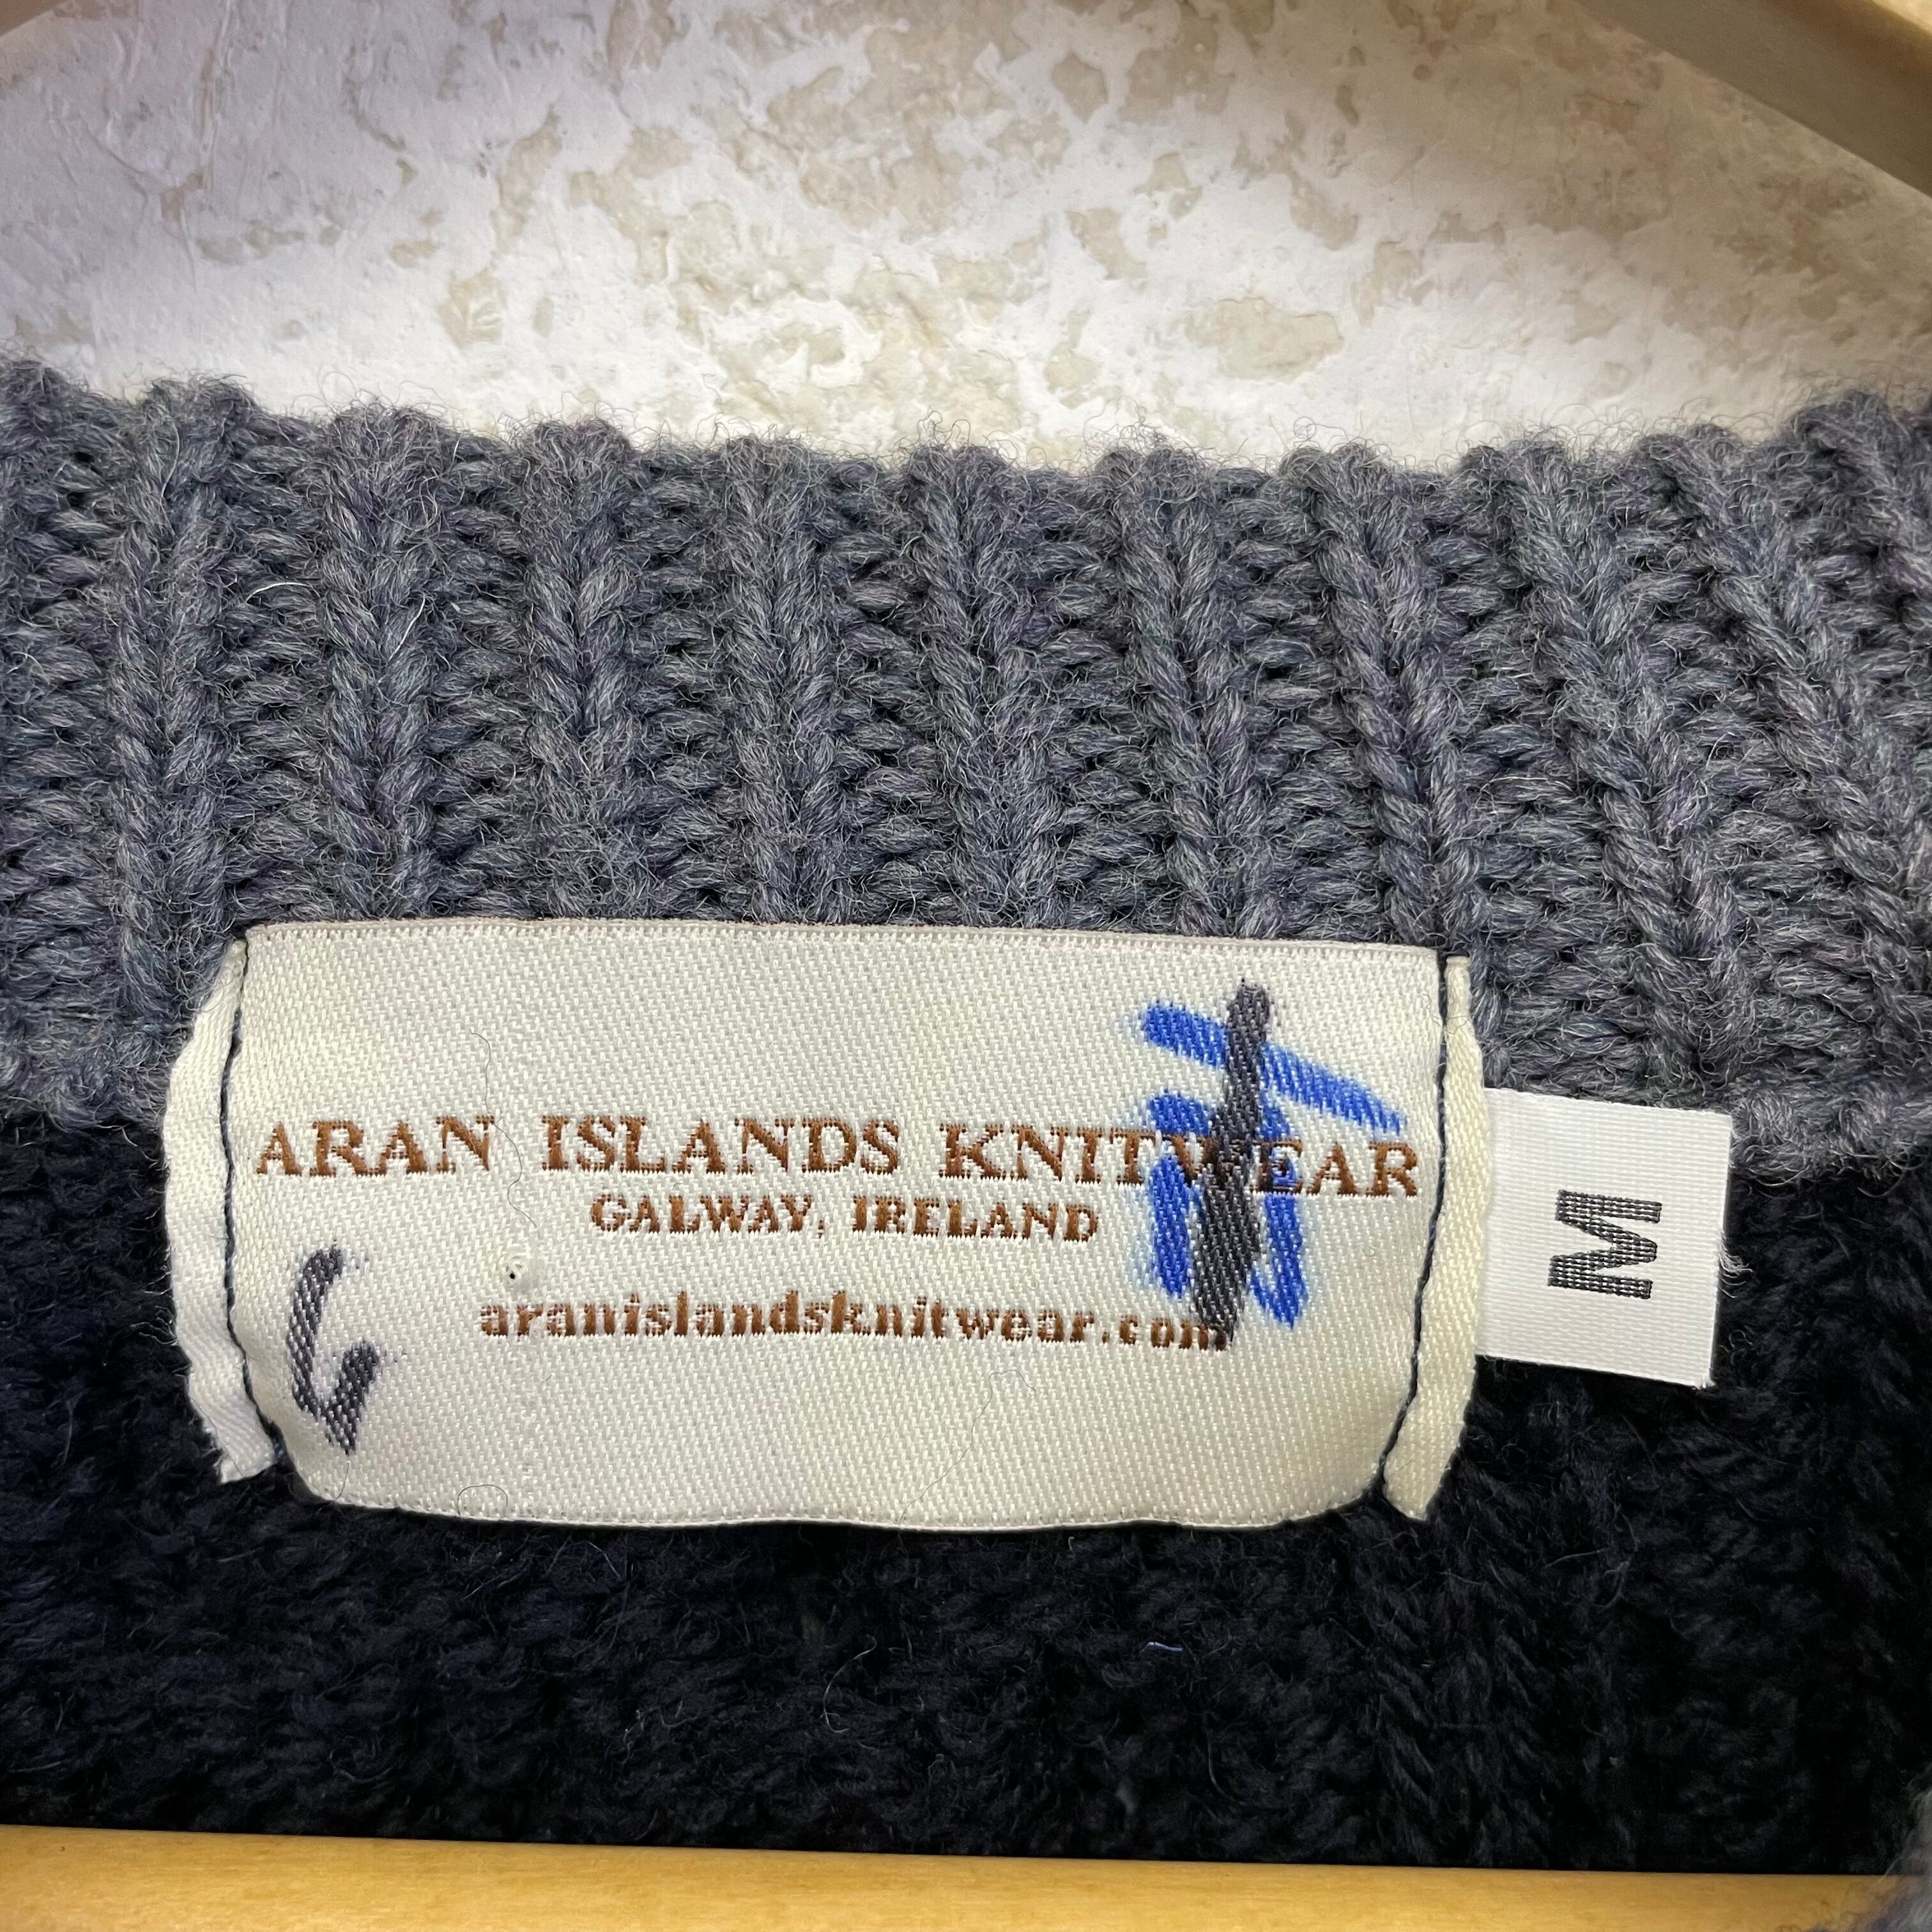 ARAN ISLANDS KNITWEAR
GALWAY, IRELAND
aranislandsknitwear.com
M